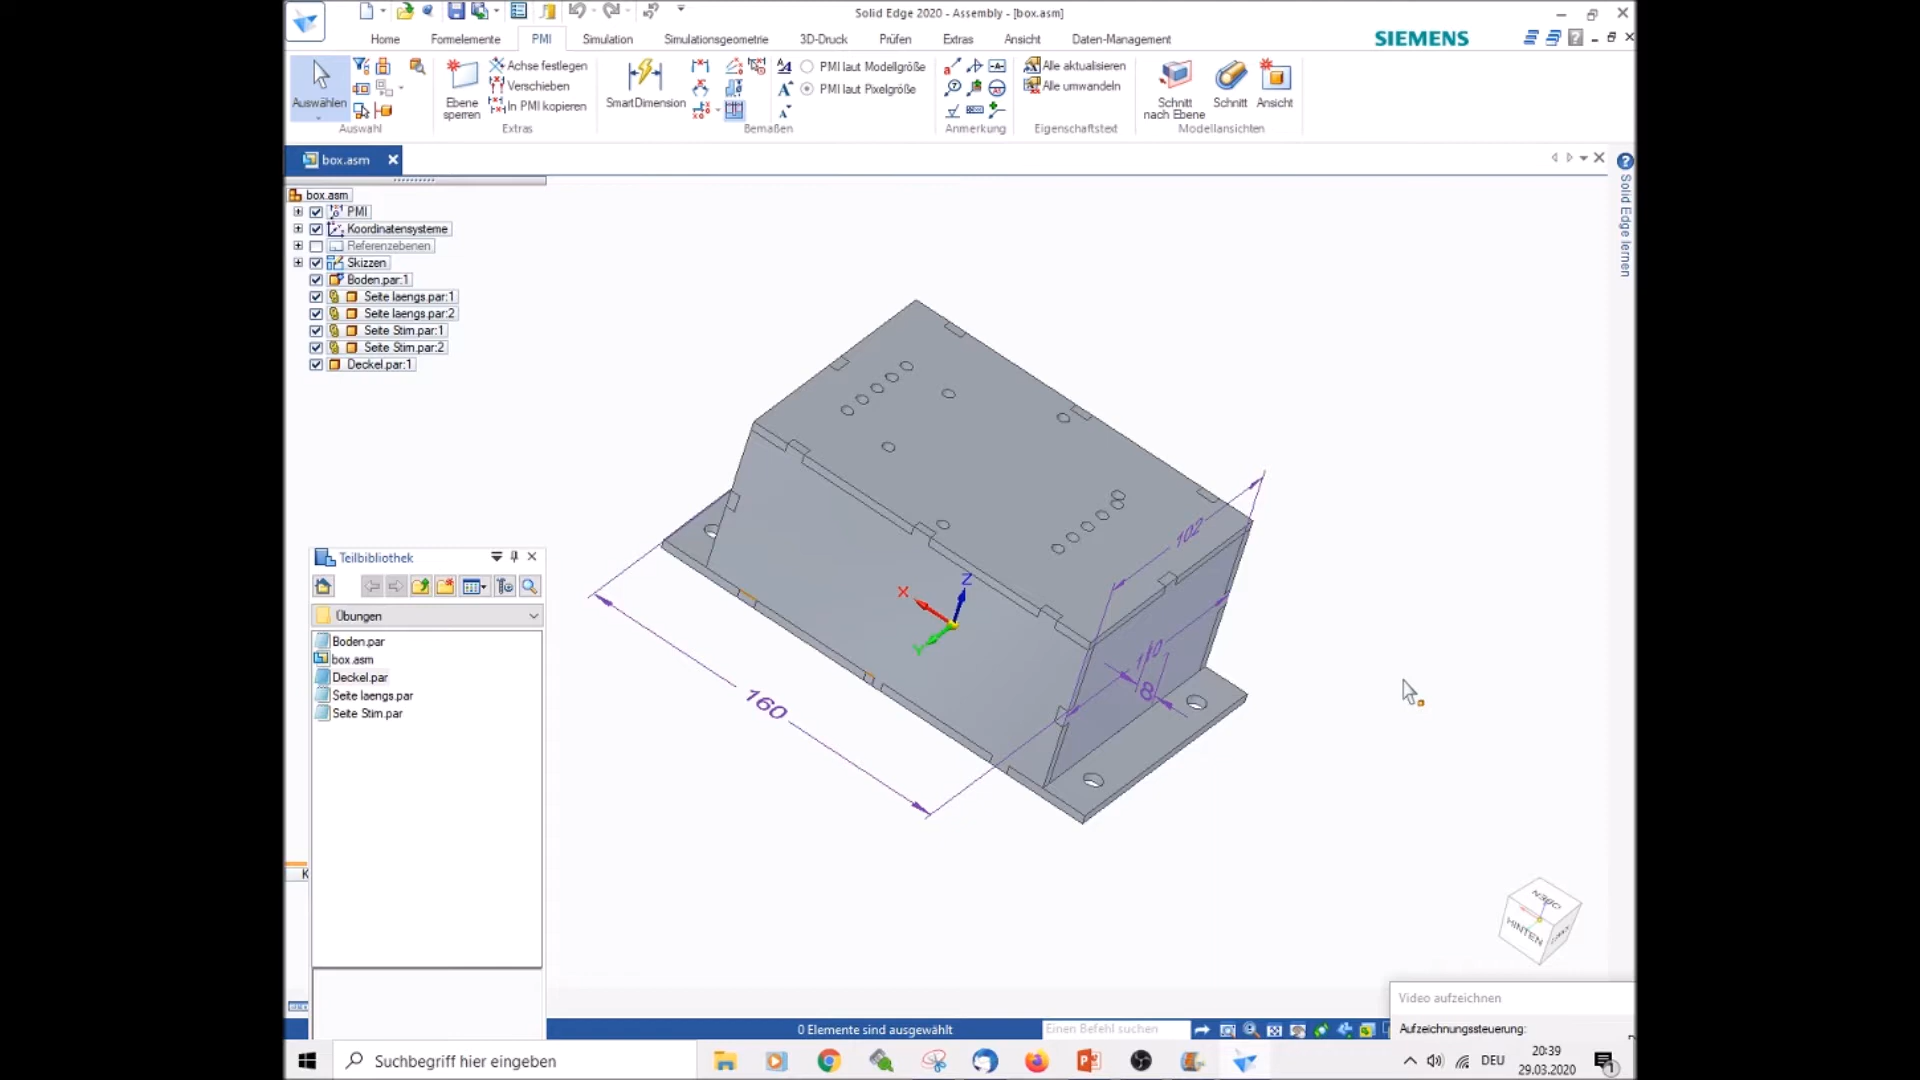 Solid Edge 2020 - Assembly - [box.asm]
Home
Formelemente
PMI
Simulation
Simulationsgeometrie
3D-Druck
Prüfen
Extras
Ansicht
Daten-Management
SIEMENS
Auswählen
Ebene sperren
Achse festlegen
Verschieben
In PMI kopieren
SmartDimension
PMI laut Modellgröße
PMI laut Pixelgröße
Alle aktualisieren
Alle umwandeln
Schnitt nach Ebene
Schnitt
Ansicht
Auswahl
Extras
Bemaßen
Anmerkung
Eigenschaftstext
Modellansichten
box.asm
Solid Edge lernen
box.asm
PMI
Koordinatensysteme
Referenzebenen
Skizzen
Boden.par:1
Seite laengs.par:1
Seite laengs.par:2
Seite Stirn.par:1
Seite Stirn.par:2
Deckel.par:1
Teilbibliothek
Übungen
Boden.par
box.asm
Deckel.par
Seite laengs.par
Seite Stirn.par
K
102
110
8
160
X
Z
Y
OBEN
HINTEN
Video aufzeichnen
Aufzeichnungssteuerung:
0 Elemente sind ausgewählt
Einen Befehl suchen
Suchbegriff hier eingeben
DEU
20:39
29.03.2020
1